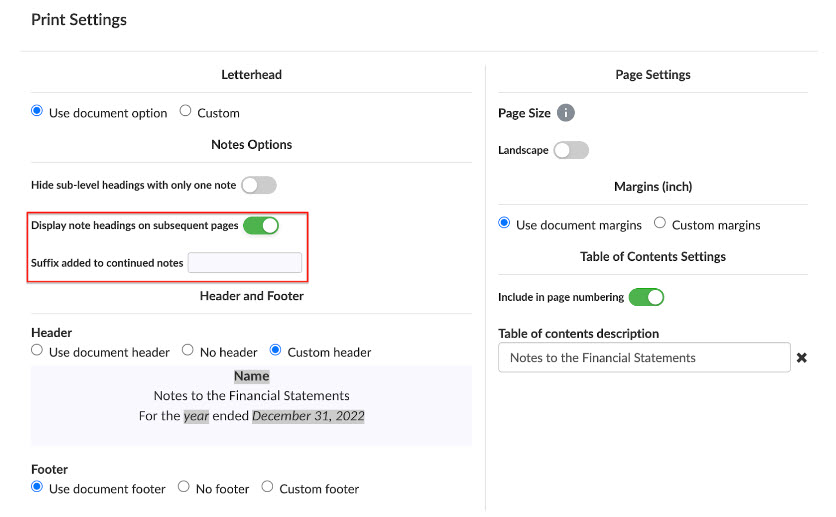 Print Settings
Letterhead
Use document option Custom
Notes Options
Hide sub-level headings with only one note
Display note headings on subsequent pages
Suffix added to continued notes
Header and Footer
Header
Use document header No header Custom header
Name
Notes to the Financial Statements
For the year ended December 31, 2022
Footer
Use document footer No footer Custom footer
Page Settings
Page Size i
Landscape
Margins (inch)
Use document margins Custom margins
Table of Contents Settings
Include in page numbering
Table of contents description
Notes to the Financial Statements